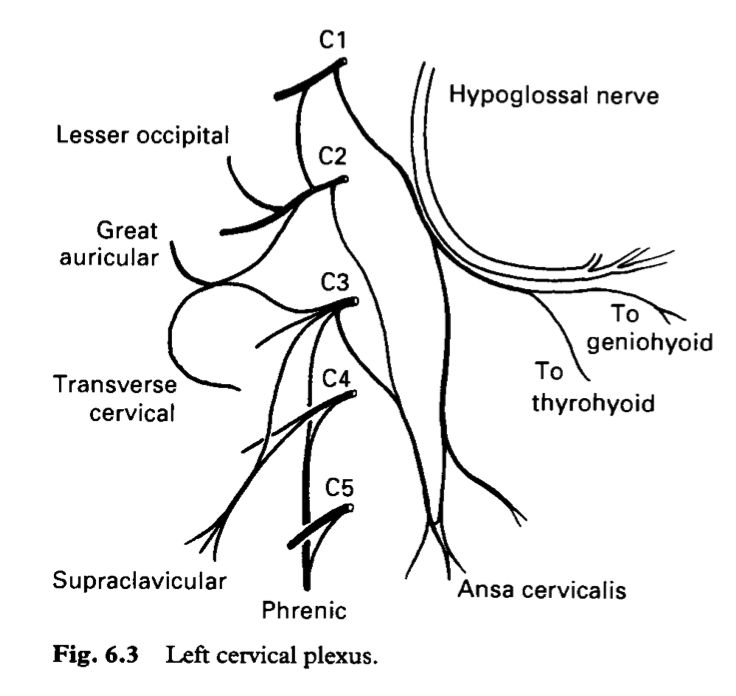 C1
Hypoglossal nerve
Lesser occipital
C2
Great
auricular
C3
To
geniohyoid
To
thyrohyoid
Transverse
cervical
C4
C5
Supraclavicular
Phrenic
Ansa cervicalis
Fig. 6.3 Left cervical plexus.